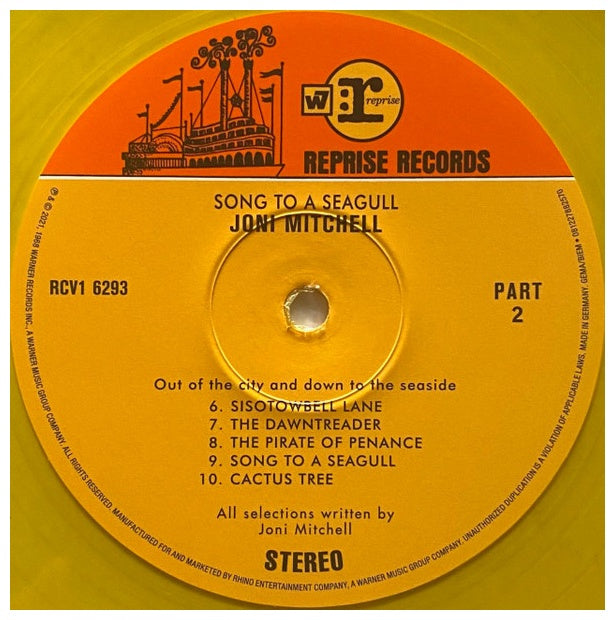 W7
r
reprise
REPRISE RECORDS
SONG TO A SEAGULL
JONI MITCHELL
RCV1 6293
PART
2
Out of the city and down to the seaside
6. SISOTOWBELL LANE
7. THE DAWNTREADER
8. THE PIRATE OF PENANCE
9. SONG TO A SEAGULL
10. CACTUS TREE
All selections written by
Joni Mitchell
STEREO
℗ & © 2021, 1968 WARNER RECORDS INC., A WARNER MUSIC GROUP COMPANY. ALL RIGHTS RESERVED. MANUFACTURED FOR AND MARKETED BY RHINO ENTERTAINMENT COMPANY, A WARNER MUSIC GROUP COMPANY. UNAUTHORIZED DUPLICATION IS A VIOLATION OF APPLICABLE LAWS. MADE IN GERMANY. GEMA/BIEM • 081227882570